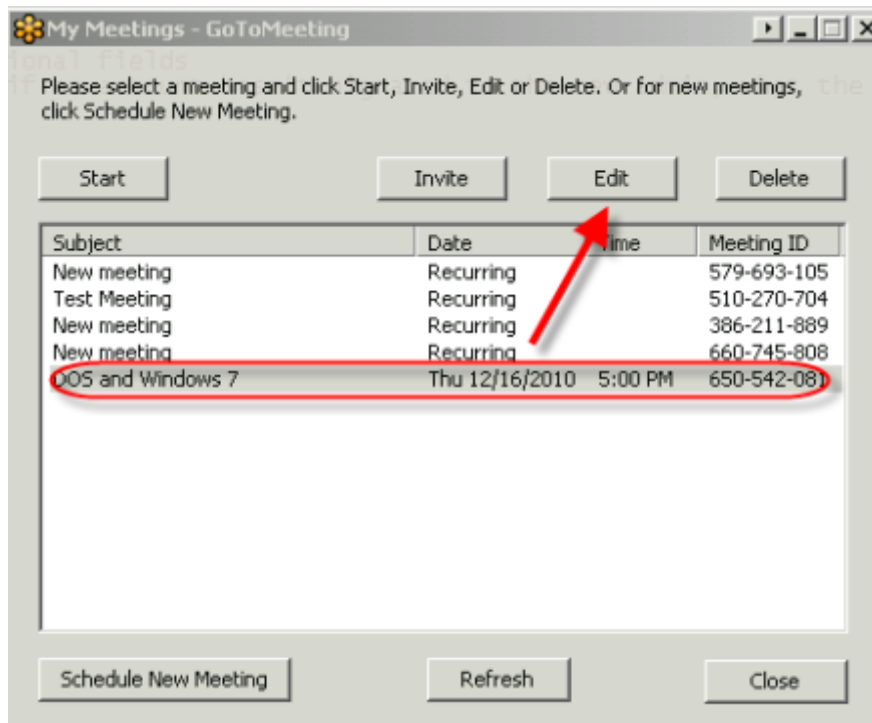 My Meetings - GoToMeeting
ional fields
Please select a meeting and click Start, Invite, Edit or Delete. Or for new meetings,
click Schedule New Meeting.
Start Invite Edit Delete
Subject Date Time Meeting ID
New meeting Recurring 579-693-105
Test Meeting Recurring 510-270-704
New meeting Recurring 386-211-889
New meeting Recurring 660-745-808
DOS and Windows 7 Thu 12/16/2010 5:00 PM 650-542-081
Schedule New Meeting Refresh Close